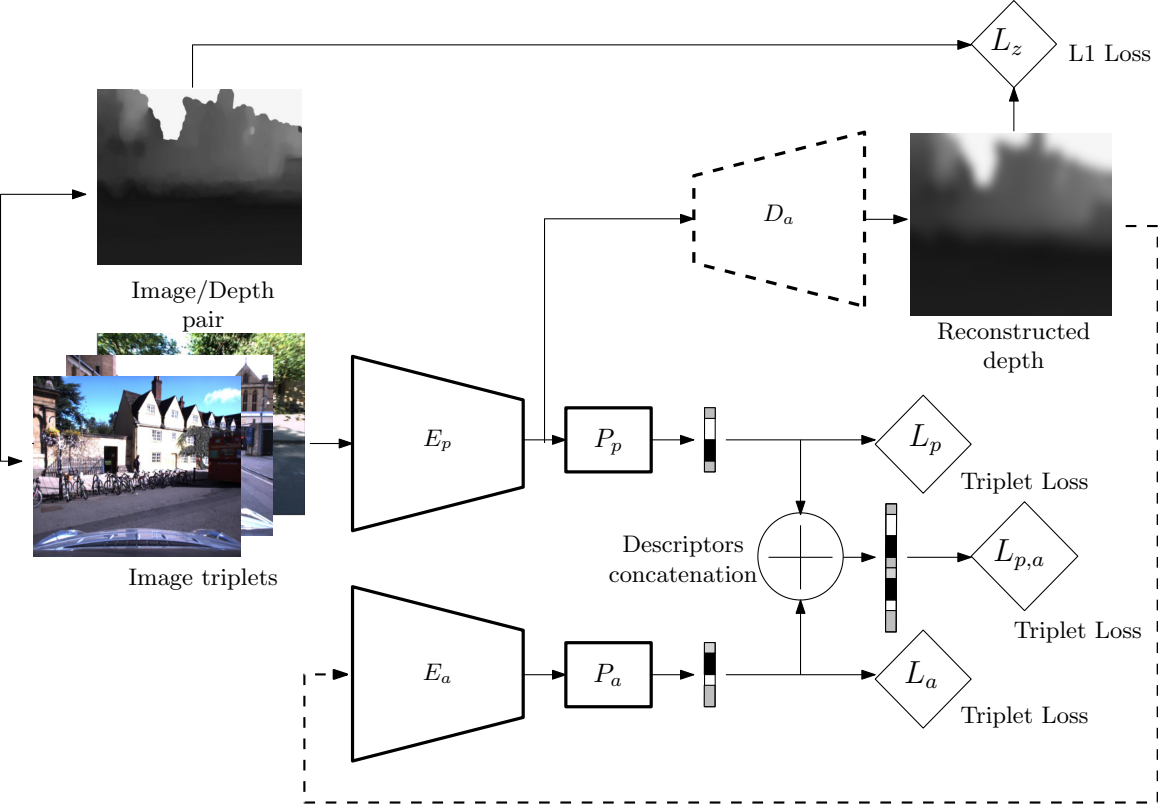 L_z
L1 Loss
D_a
Image/Depth
pair
Reconstructed
depth
E_p
P_p
L_p
Triplet Loss
Descriptors
concatenation
L_{p,a}
Image triplets
Triplet Loss
E_a
P_a
L_a
Triplet Loss